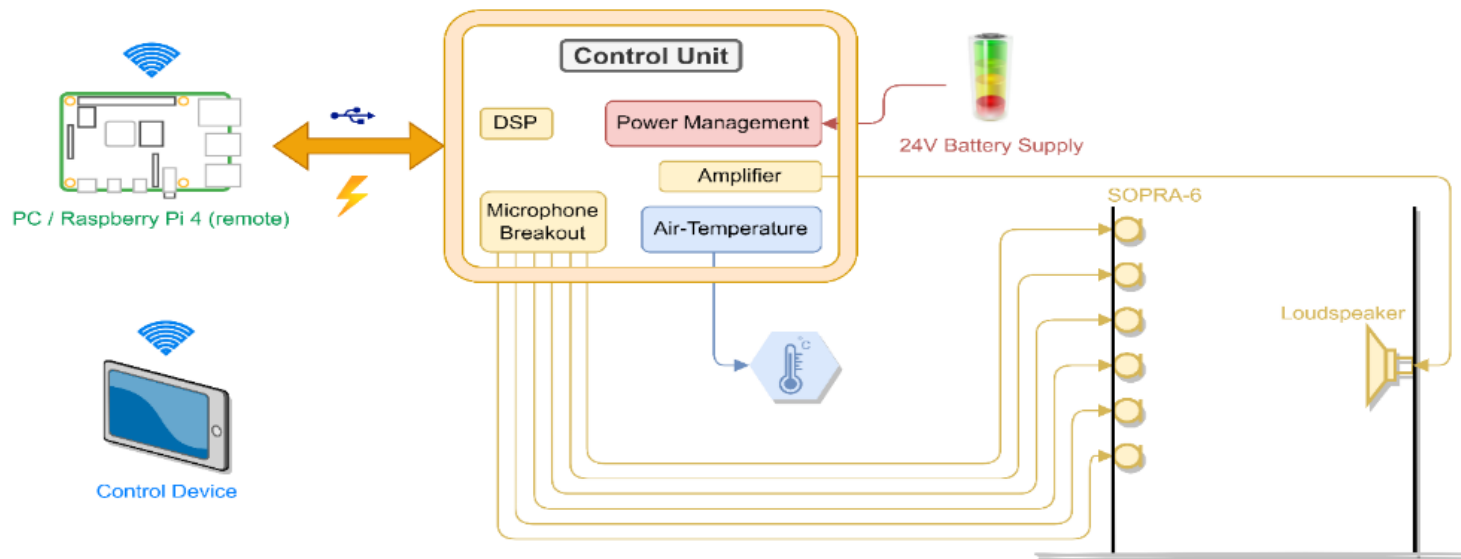 Control Unit
DSP
Power Management
24V Battery Supply
Amplifier
SOPRA-6
PC / Raspberry Pi 4 (remote)
Microphone
Breakout
Air-Temperature
Loudspeaker
°C
Control Device